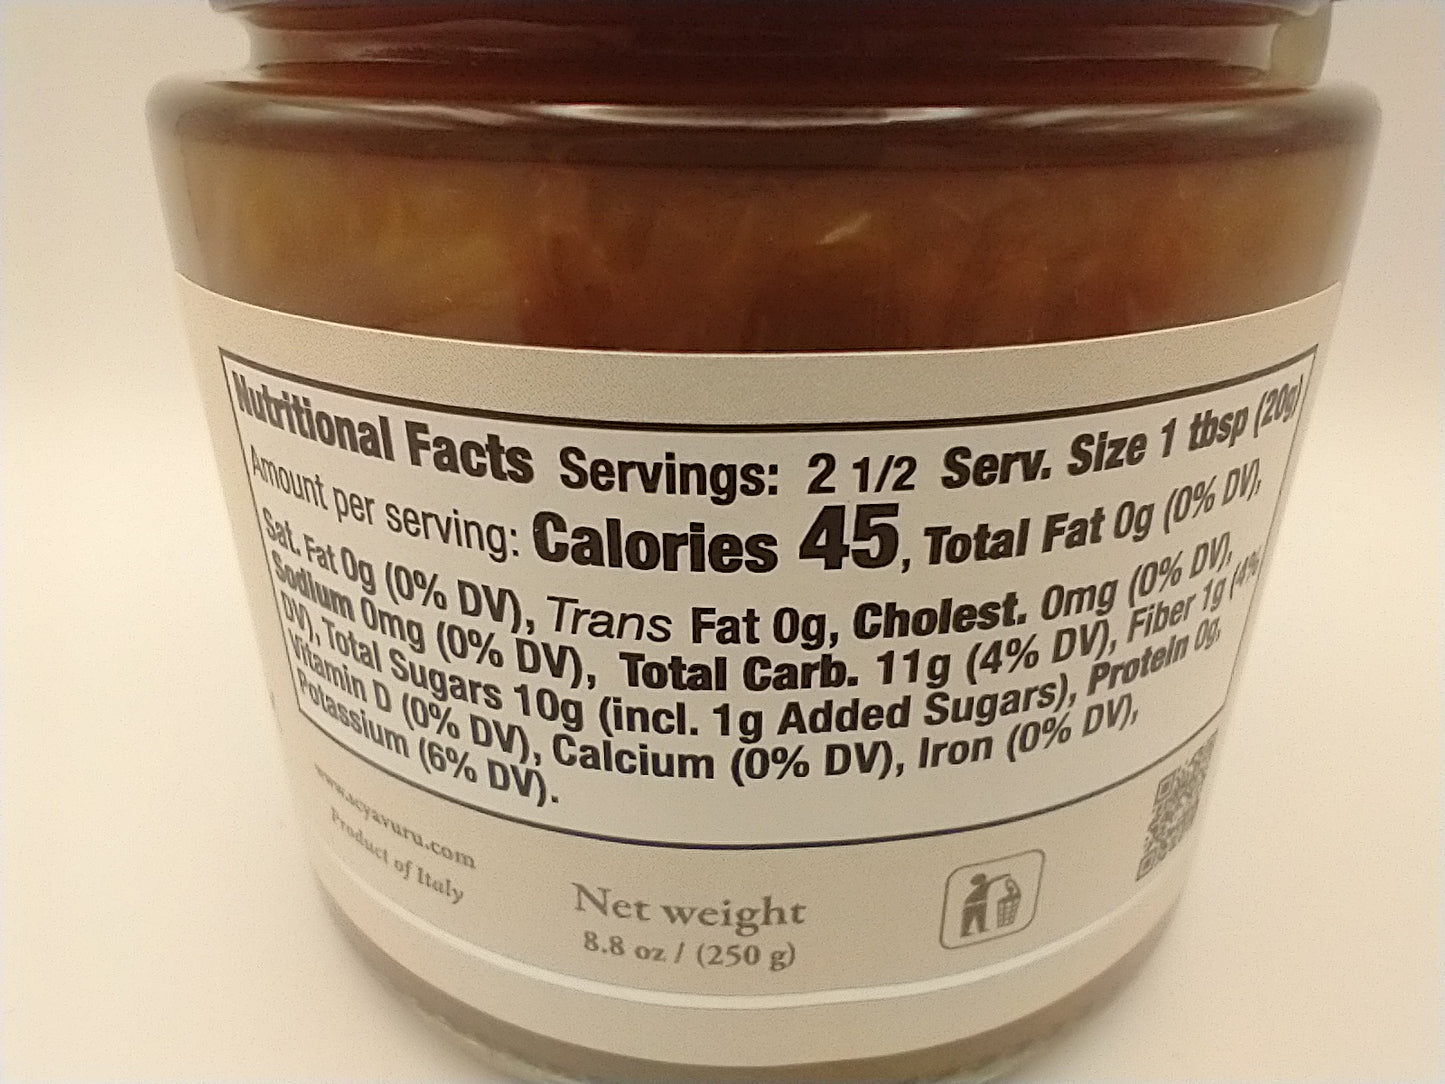 Nutritional Facts Servings: 2 1/2 Serv. Size 1 tbsp (20g)
Amount per serving: Calories 45, Total Fat 0g (0% DV),
Sat. Fat 0g (0% DV), Trans Fat 0g, Cholest. 0mg (0% DV),
Sodium 0mg (0% DV), Total Carb. 11g (4% DV), Fiber 1g (4%
DV), Total Sugars 10g (incl. 1g Added Sugars), Protein 0g,
Vitamin D (0% DV), Calcium (0% DV), Iron (0% DV),
Potassium (6% DV).
www.scyavuru.com
Product of Italy
Net weight
8.8 oz / (250 g)